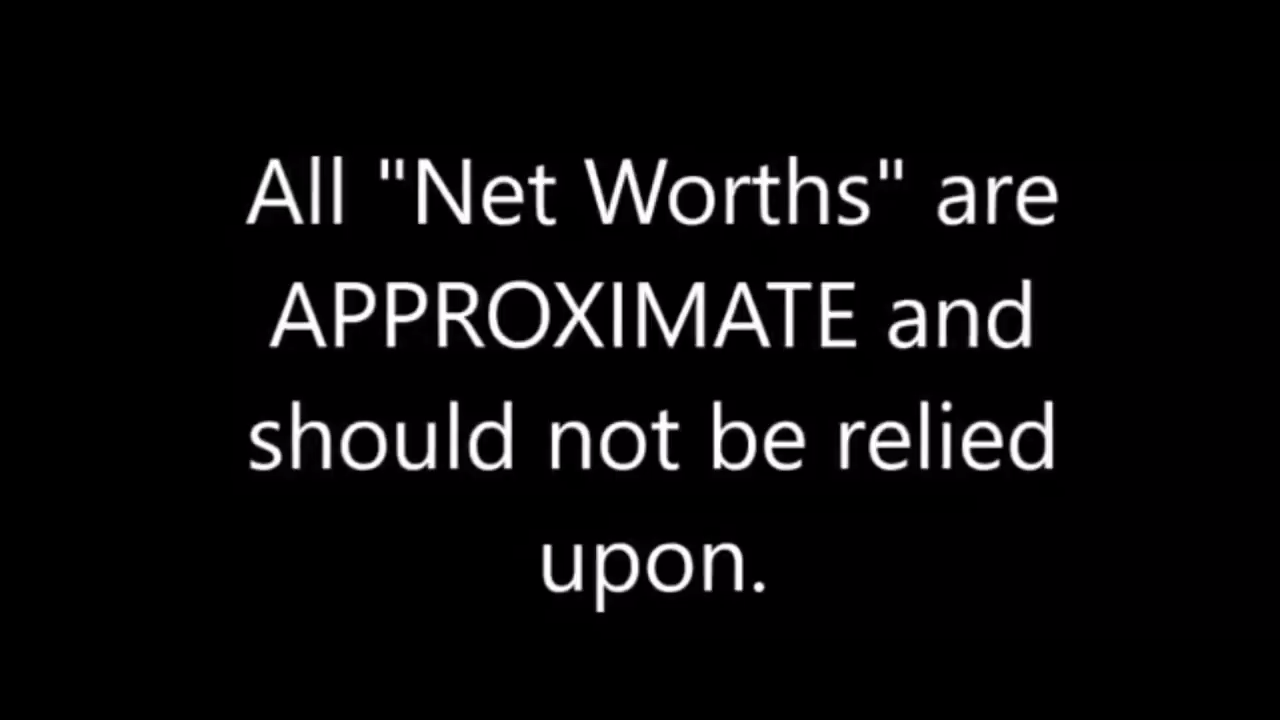 All "Net Worths" are
APPROXIMATE and
should not be relied
upon.